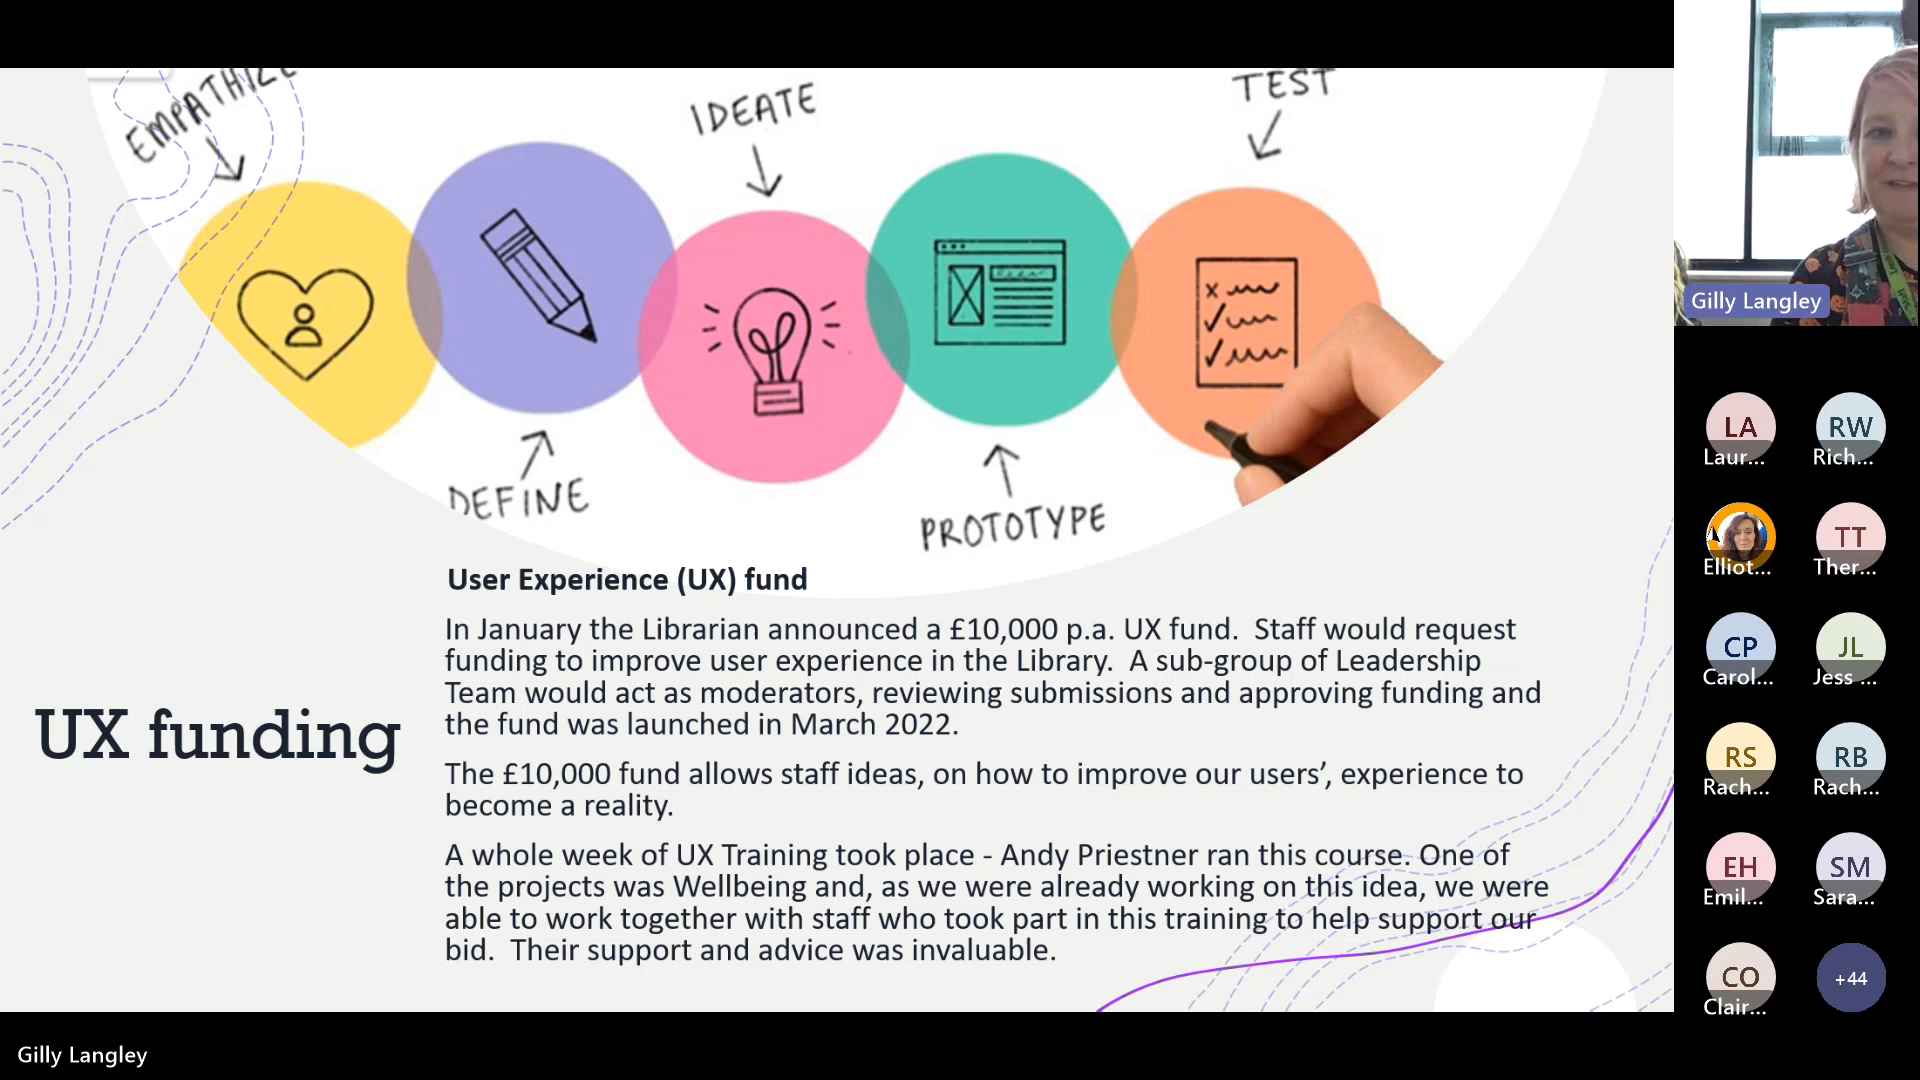 EMPATHIZE
IDEATE
TEST
DEFINE
PROTOTYPE
UX funding
User Experience (UX) fund
In January the Librarian announced a £10,000 p.a. UX fund.  Staff would request
funding to improve user experience in the Library.  A sub-group of Leadership
Team would act as moderators, reviewing submissions and approving funding and
the fund was launched in March 2022.
The £10,000 fund allows staff ideas, on how to improve our users’, experience to
become a reality.
A whole week of UX Training took place - Andy Priestner ran this course. One of
the projects was Wellbeing and, as we were already working on this idea, we were
able to work together with staff who took part in this training to help support our
bid.  Their support and advice was invaluable.
Gilly Langley
LA
Laur...
RW
Rich...
Elliot...
TT
Ther...
CP
Carol...
JL
Jess ...
RS
Rach...
RB
Rach...
EH
Emil...
SM
Sara...
CO
Clair...
+44
Gilly Langley